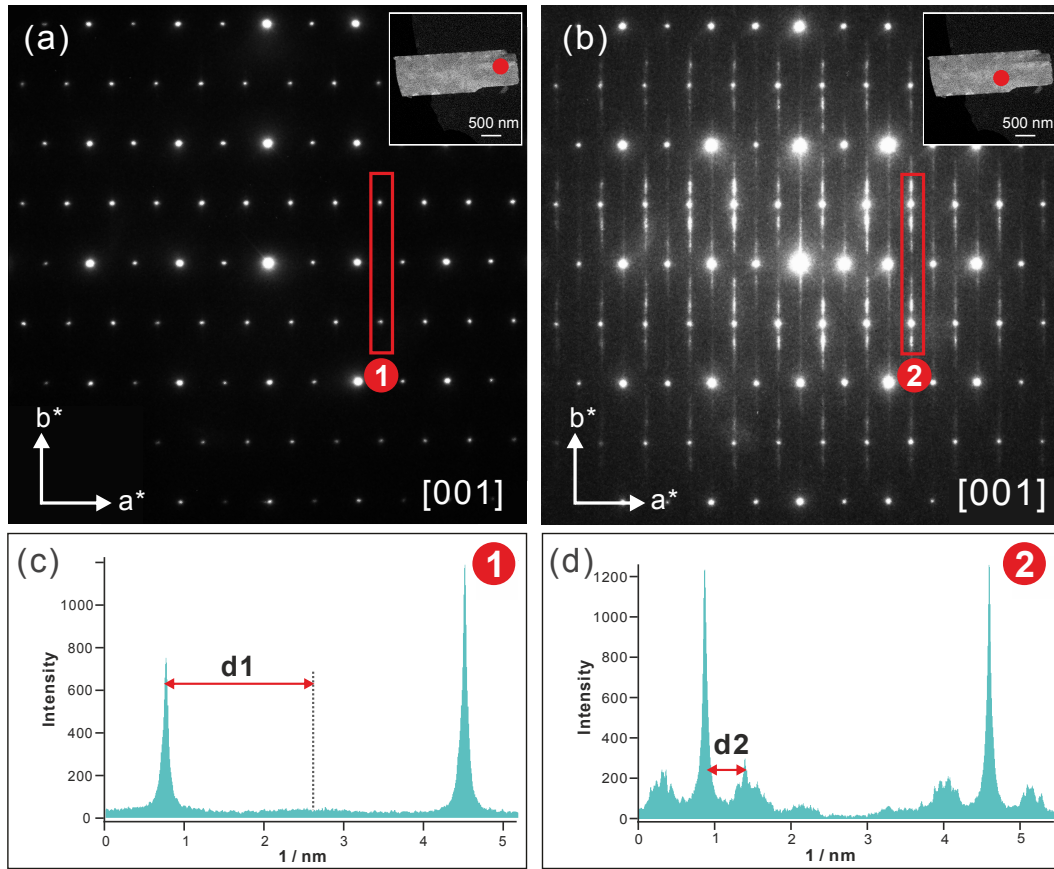 (a)
500 nm
1
b*
a*
[001]
(b)
500 nm
2
b*
a*
[001]
(c)
1
Intensity
1000
800
600
400
200
0
d1
0 1 2 3 4 5
1 / nm
(d)
2
Intensity
1200
1000
800
600
400
200
0
d2
0 1 2 3 4 5
1 / nm